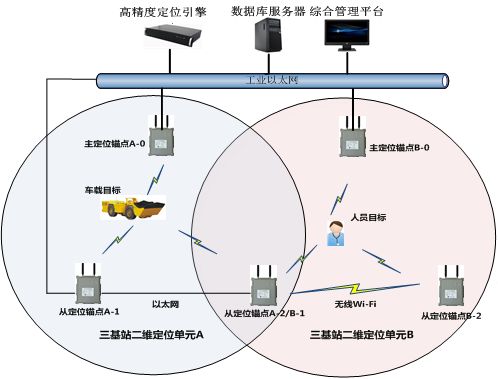 高精度定位引擎 数据库服务器 综合管理平台
工业以太网
主定位锚点A-0
主定位锚点B-0
车载目标
人员目标
从定位锚点A-1
以太网
从定位锚点A-2/B-1
无线Wi-Fi
从定位锚点B-2
三基站二维定位单元A
三基站二维定位单元B